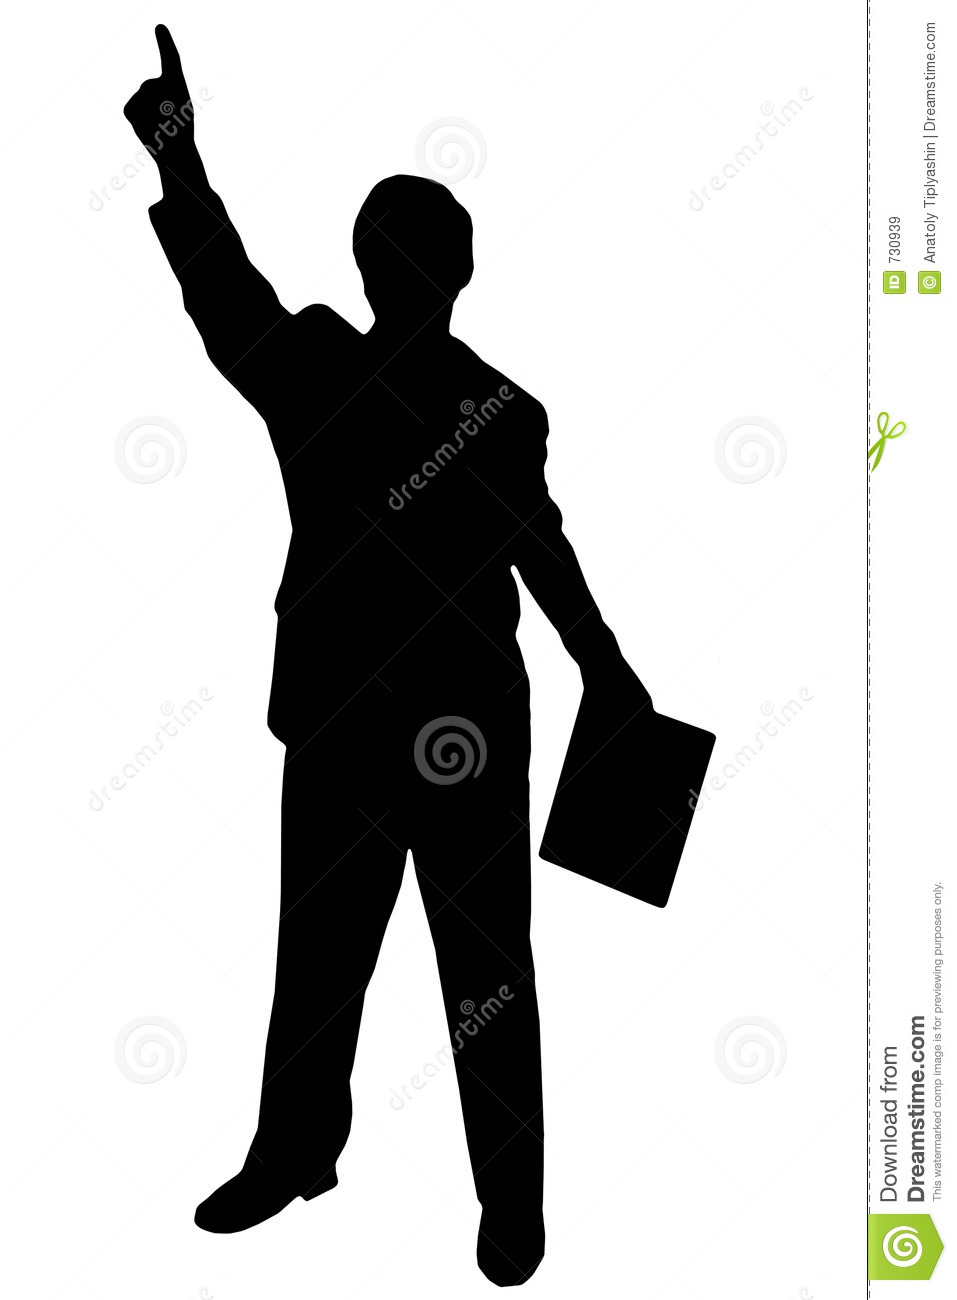 dreamstime
dreamstime
dreamstime
dreamstime
dreamstime
dreamstime
ID 730939
© Anatoly Tiplyashin | Dreamstime.com
Download from
Dreamstime.com
This watermarked comp image is for previewing purposes only.